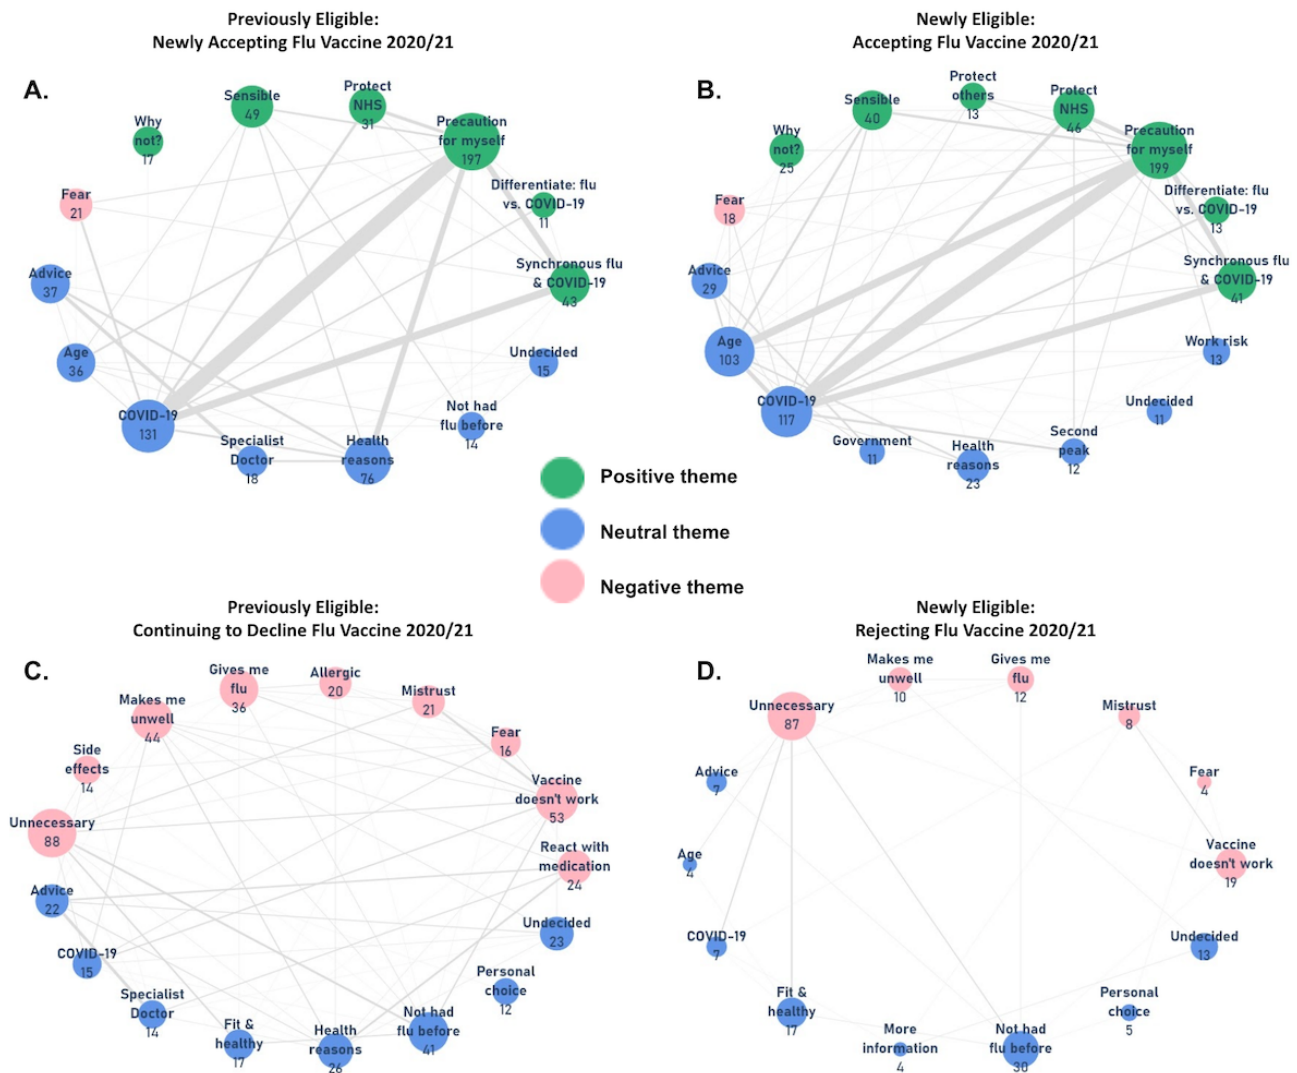 Previously Eligible:
Newly Accepting Flu Vaccine 2020/21
A.
Protect
NHS
31
Sensible
49
Precaution
for myself
197
Why
not?
17
Differentiate: flu
vs. COVID-19
11
Fear
21
Synchronous flu
& COVID-19
43
Advice
37
Age
36
Undecided
15
COVID-19
131
Not had
flu before
14
Specialist
Doctor
18
Health
reasons
76
Newly Eligible:
Accepting Flu Vaccine 2020/21
B.
Protect
others
13
Protect
NHS
46
Sensible
40
Precaution
for myself
199
Why
not?
25
Differentiate: flu
vs. COVID-19
13
Fear
18
Synchronous flu
& COVID-19
41
Advice
29
Age
103
Work risk
13
COVID-19
117
Undecided
11
Government
11
Health
reasons
23
Second
peak
12
Positive theme
Neutral theme
Negative theme
Previously Eligible:
Continuing to Decline Flu Vaccine 2020/21
C.
Gives me
flu
36
Allergic
20
Mistrust
21
Makes me
unwell
44
Fear
16
Side
effects
14
Vaccine
doesn't work
53
Unnecessary
88
React with
medication
24
Advice
22
Undecided
23
COVID-19
15
Personal
choice
12
Specialist
Doctor
14
Fit &
healthy
17
Health
reasons
26
Not had
flu before
41
Newly Eligible:
Rejecting Flu Vaccine 2020/21
D.
Makes me
unwell
10
Gives me
flu
12
Unnecessary
87
Mistrust
8
Advice
7
Fear
4
Age
4
Vaccine
doesn't work
19
COVID-19
7
Undecided
13
Fit &
healthy
17
Personal
choice
5
More
information
4
Not had
flu before
30